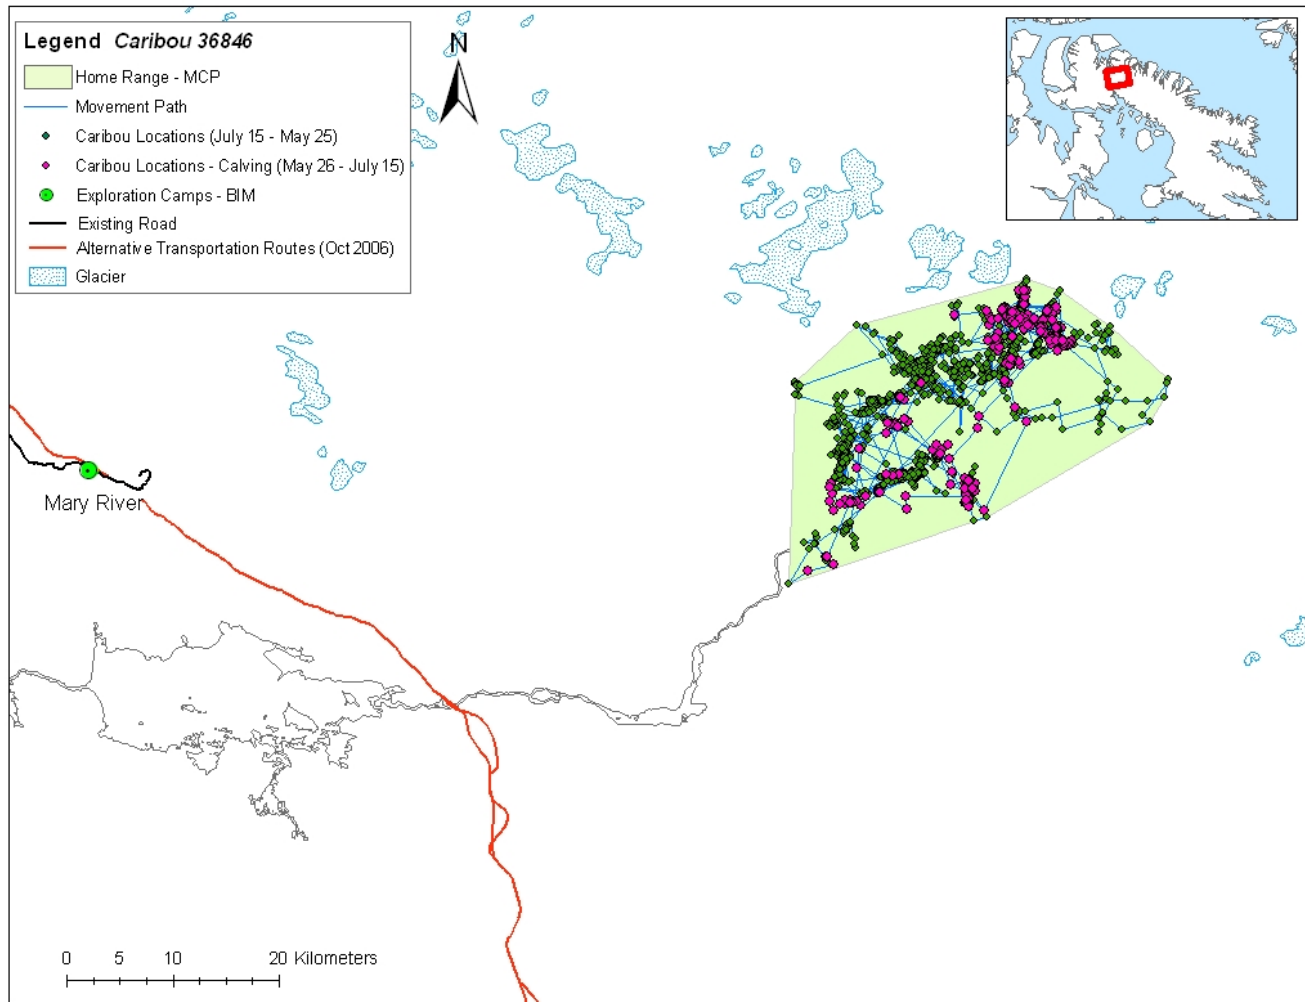 Legend Caribou 36846
Home Range - MCP
Movement Path
Caribou Locations (July 15 - May 25)
Caribou Locations - Calving (May 26 - July 15)
Exploration Camps - BIM
Existing Road
Alternative Transportation Routes (Oct 2006)
Glacier
N
Mary River
0 5 10 20 Kilometers